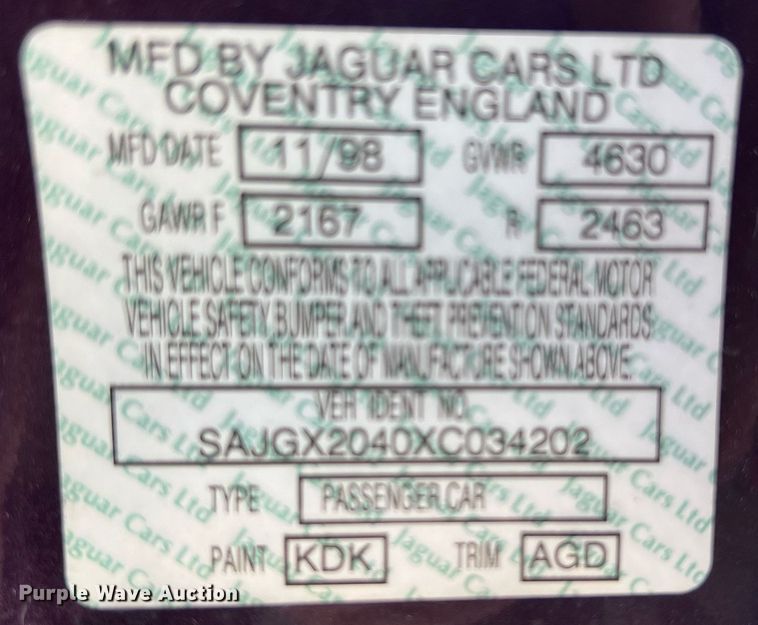 MFD BY JAGUAR CARS LTD
COVENTRY ENGLAND
MFD DATE 11/98 GVWR 4630
GAWR F 2167 R 2463
THIS VEHICLE CONFORMS TO ALL APPLICABLE FEDERAL MOTOR
VEHICLE SAFETY, BUMPER AND THEFT PREVENTION STANDARDS
IN EFFECT ON THE DATE OF MANUFACTURE SHOWN ABOVE.
VEH IDENT NO.
SAJGX2040XC034202
TYPE PASSENGER CAR
PAINT KDK TRIM AGD
Purple Wave Auction